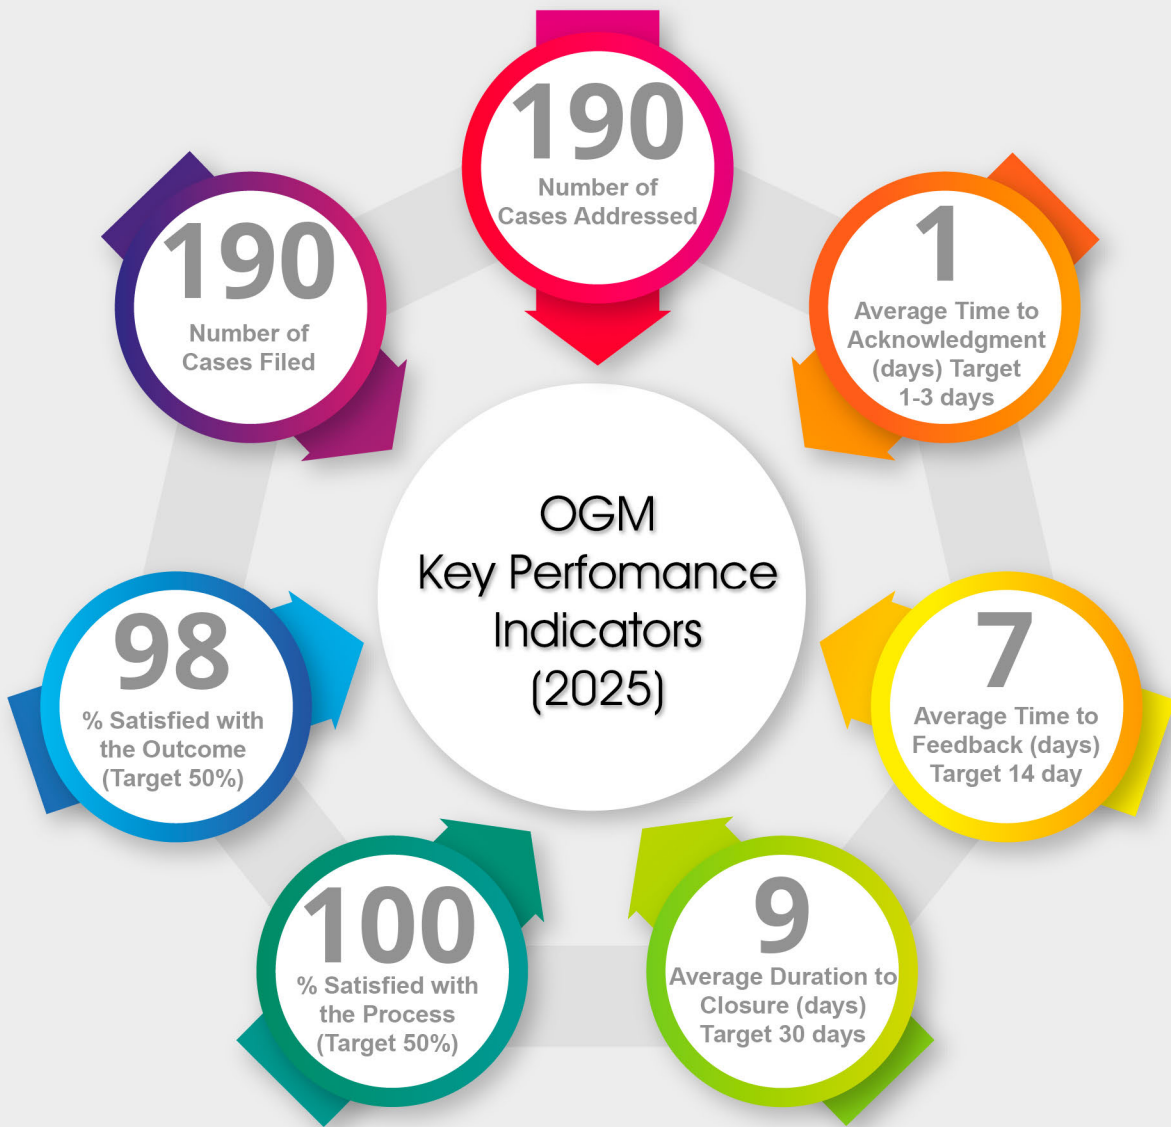 190
Number of
Cases Addressed
190
Number of
Cases Filed
1
Average Time to
Acknowledgment
(days) Target
1-3 days
OGM
Key Perfomance
Indicators
(2025)
98
% Satisfied with
the Outcome
(Target 50%)
7
Average Time to
Feedback (days)
Target 14 day
100
% Satisfied with
the Process
(Target 50%)
9
Average Duration to
Closure (days)
Target 30 days